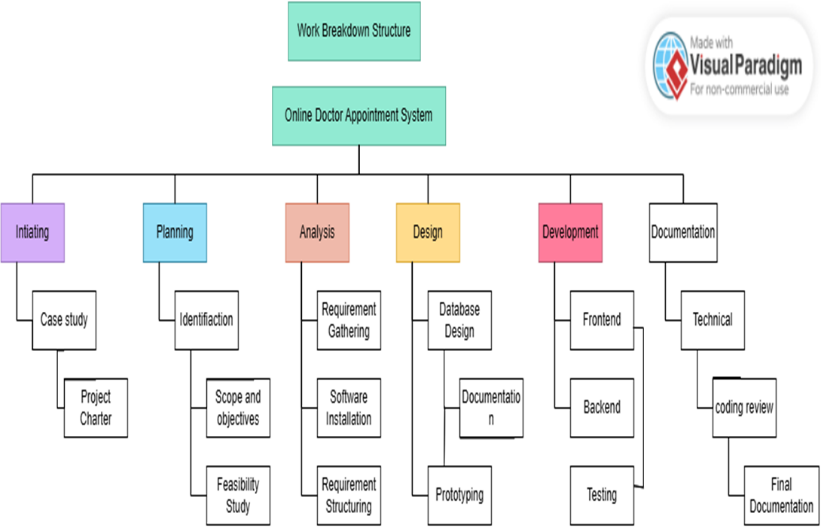 Work Breakdown Structure
Made with
Visual Paradigm
For non-commercial use
Online Doctor Appointment System
Intiating
Planning
Analysis
Design
Development
Documentation
Case study
Identifiaction
Requirement
Gathering
Database
Design
Frontend
Technical
Project
Charter
Scope and
objectives
Software
Installation
Documentatio
n
Backend
coding review
Feasibility
Study
Requirement
Structuring
Prototyping
Testing
Final
Documentation